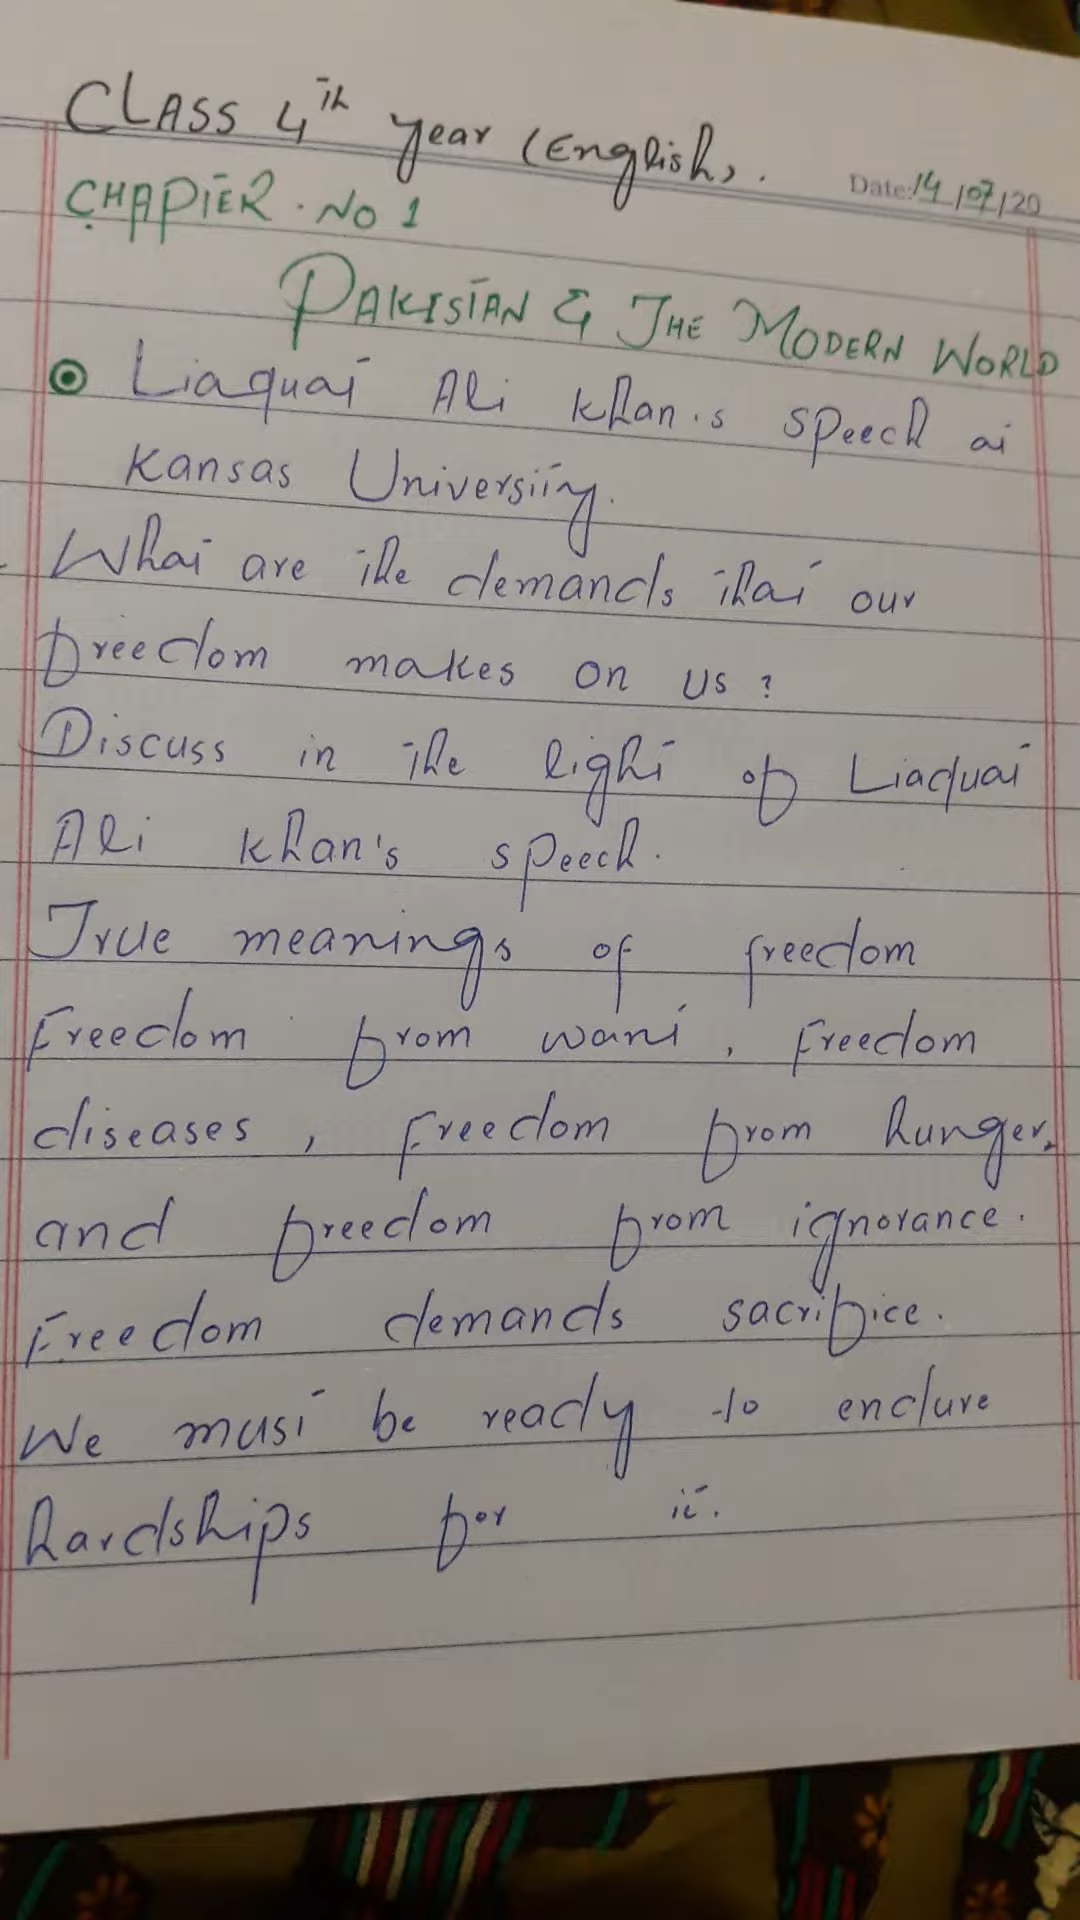 CLASS 4th year (English).
Date: 14/07/20
CHAPTER. No 1
PAKISTAN & THE MODERN WORLD
Liaquat Ali khan.s speech at
Kansas University.
What are the demands that our
freedom makes on us ?
Discuss in the light of Liaquat
Ali khan's speech.
True meanings of freedom
Freedom from want, Freedom
diseases, Freedom from hunger,
and freedom from ignorance.
Freedom demands sacrifice.
We must be ready to endure
hardships for it.